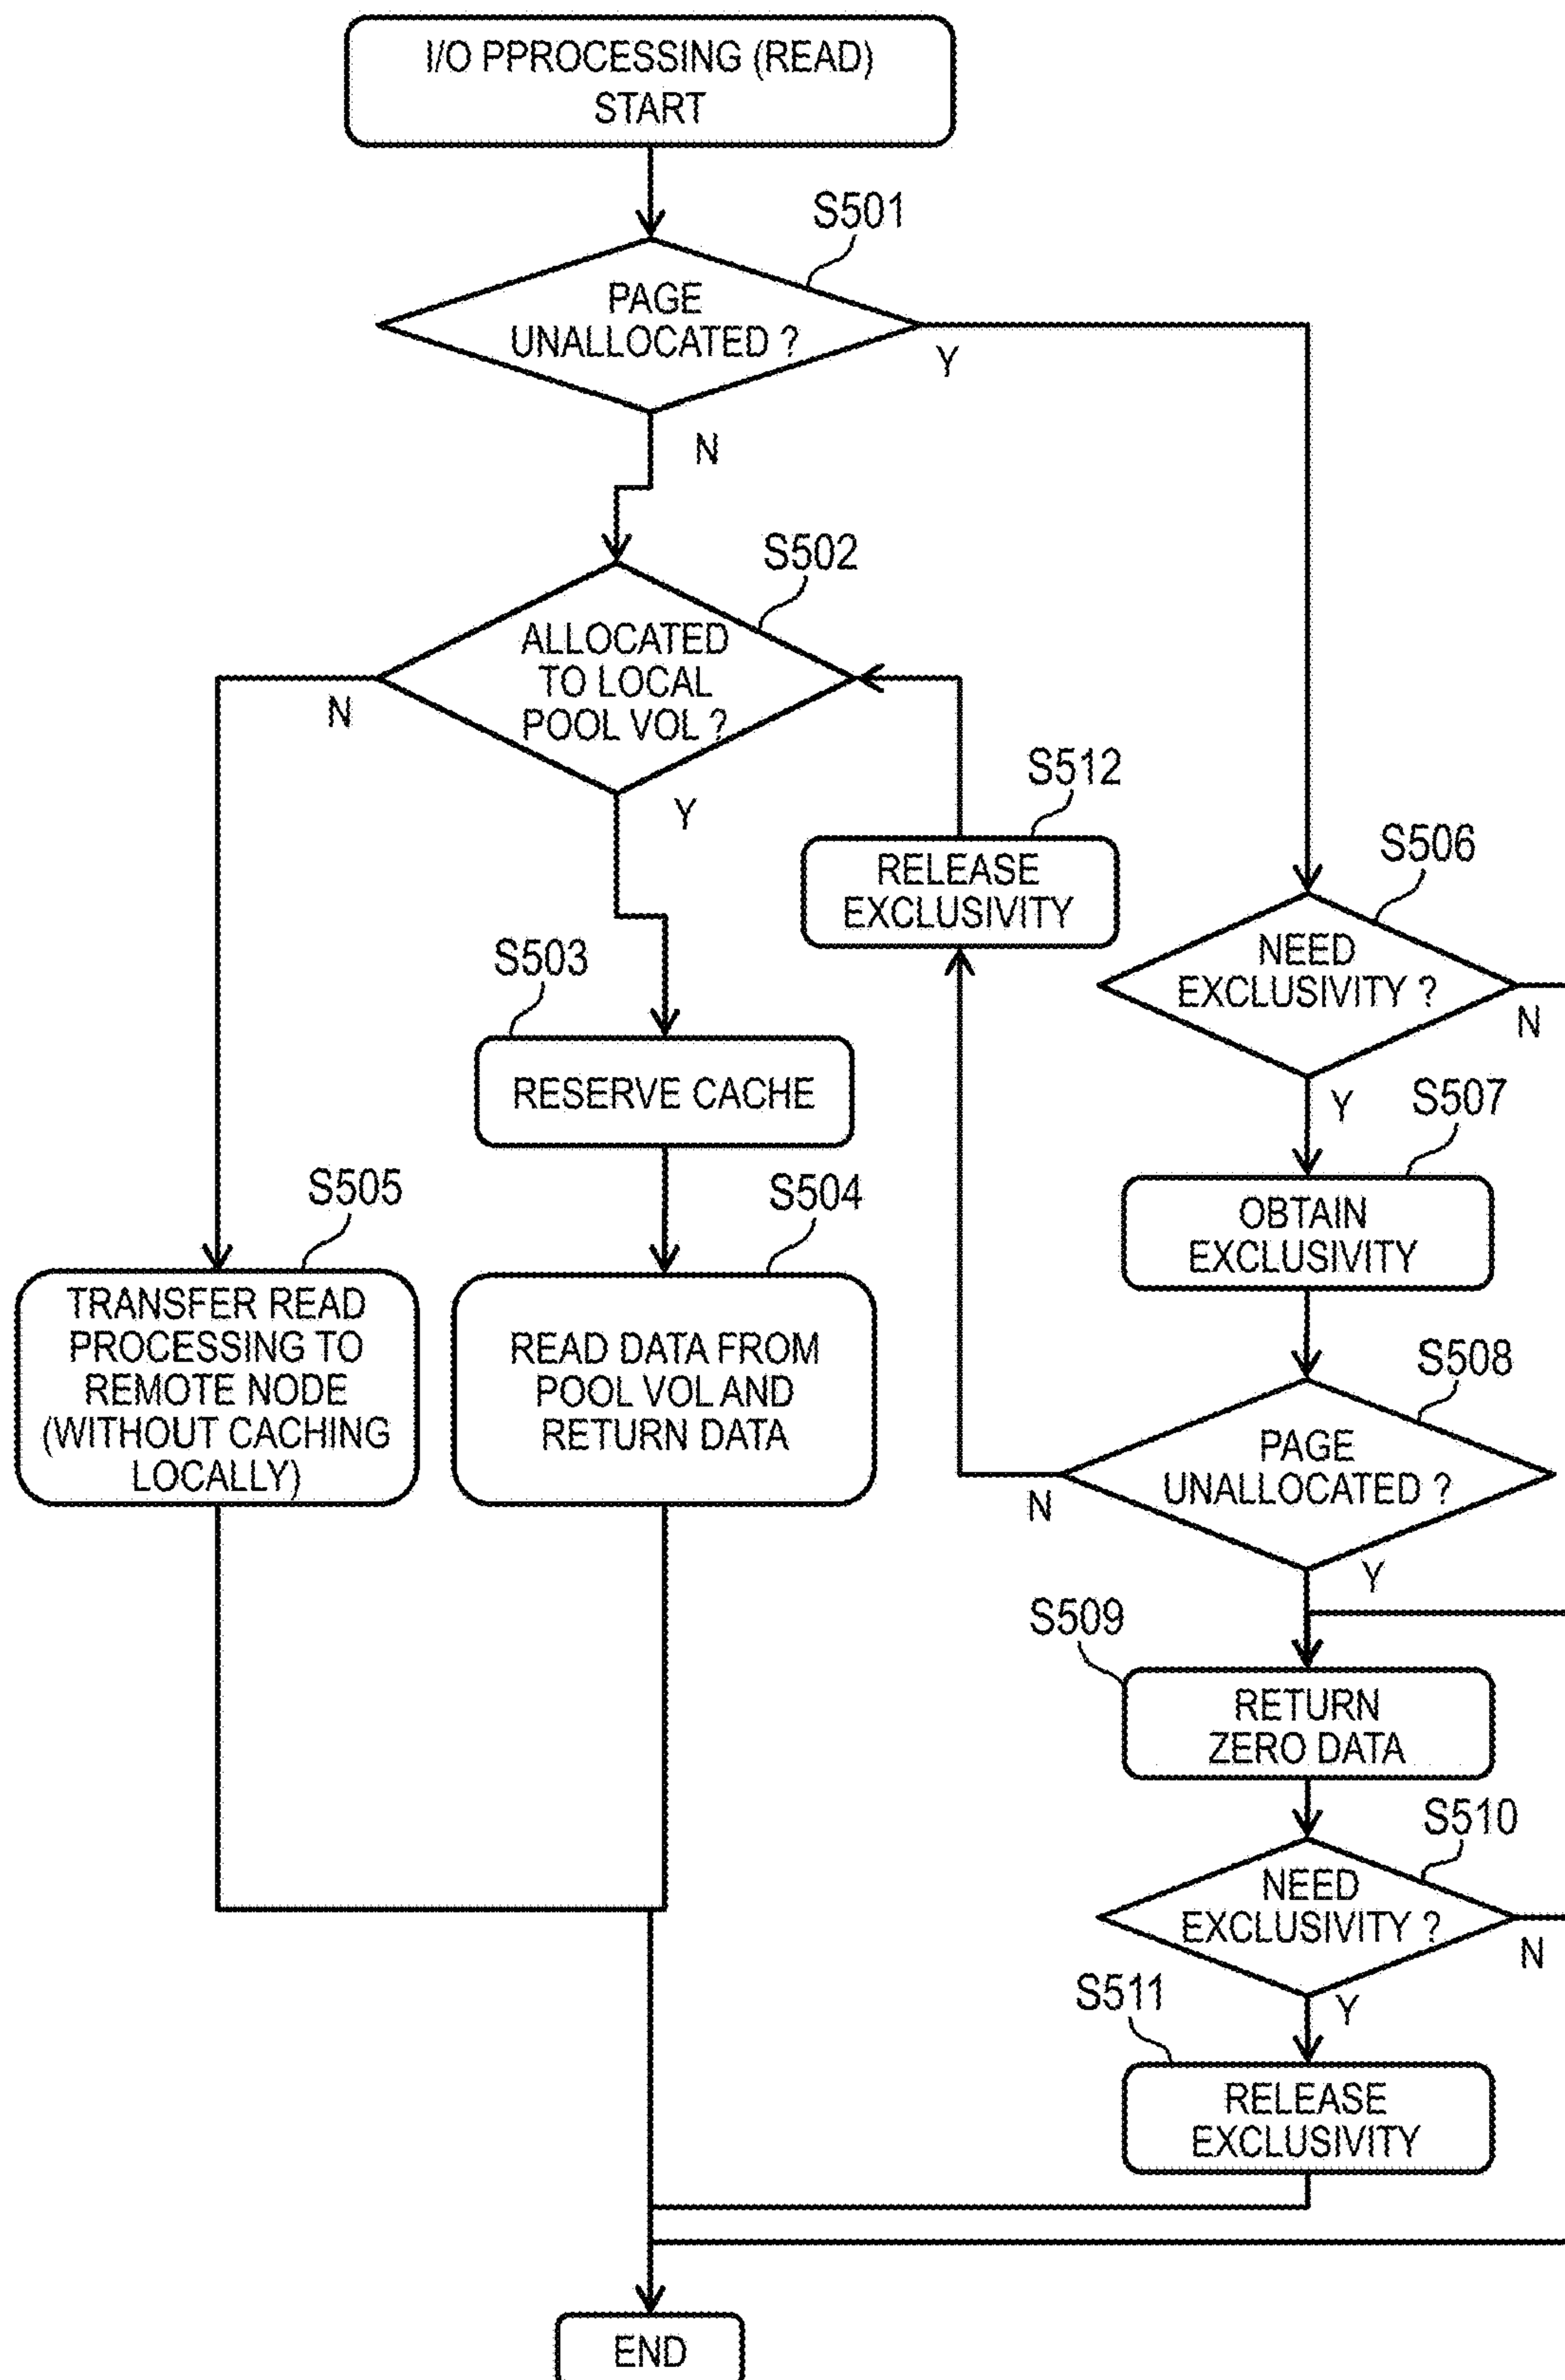 I/O PPROCESSING (READ)
START
S501
PAGE
UNALLOCATED ?
Y
N
S502
ALLOCATED
TO LOCAL
POOL VOL ?
N
Y
S512
RELEASE
EXCLUSIVITY
S506
NEED
EXCLUSIVITY ?
N
Y
S503
RESERVE CACHE
S507
OBTAIN
EXCLUSIVITY
S505
TRANSFER READ
PROCESSING TO
REMOTE NODE
(WITHOUT CACHING
LOCALLY)
S504
READ DATA FROM
POOL VOL AND
RETURN DATA
S508
PAGE
UNALLOCATED ?
N
Y
S509
RETURN
ZERO DATA
S510
NEED
EXCLUSIVITY ?
N
Y
S511
RELEASE
EXCLUSIVITY
END